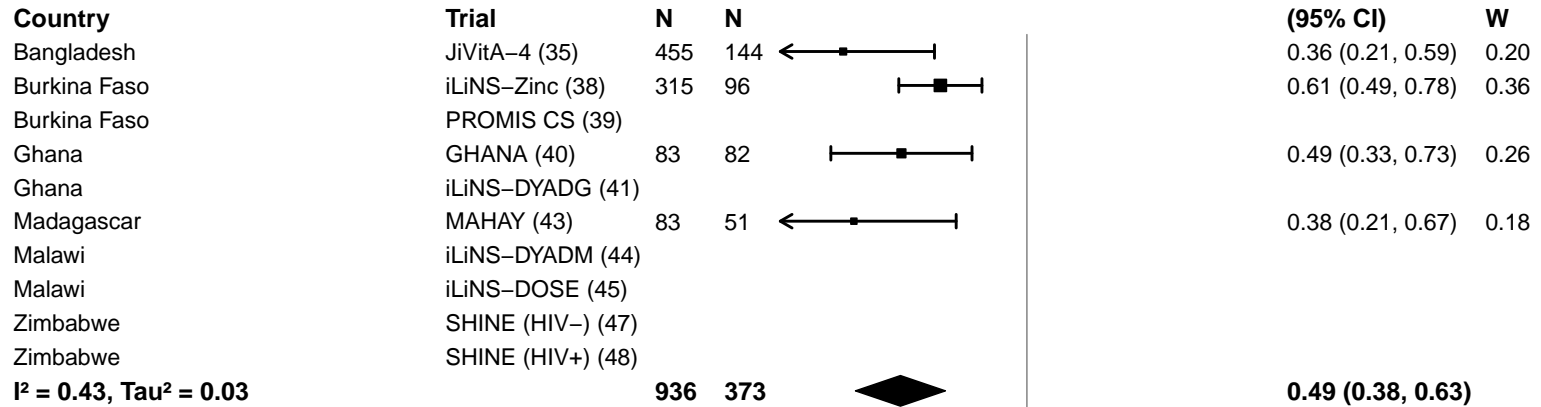 Country Trial N N (95% CI) W
Bangladesh JiVitA−4 (35) 455 144 0.36 (0.21, 0.59) 0.20
Burkina Faso iLiNS−Zinc (38) 315 96 0.61 (0.49, 0.78) 0.36
Burkina Faso PROMIS CS (39)
Ghana GHANA (40) 83 82 0.49 (0.33, 0.73) 0.26
Ghana iLiNS−DYADG (41)
Madagascar MAHAY (43) 83 51 0.38 (0.21, 0.67) 0.18
Malawi iLiNS−DYADM (44)
Malawi iLiNS−DOSE (45)
Zimbabwe SHINE (HIV−) (47)
Zimbabwe SHINE (HIV+) (48)
I² = 0.43, Tau² = 0.03 936 373 0.49 (0.38, 0.63)